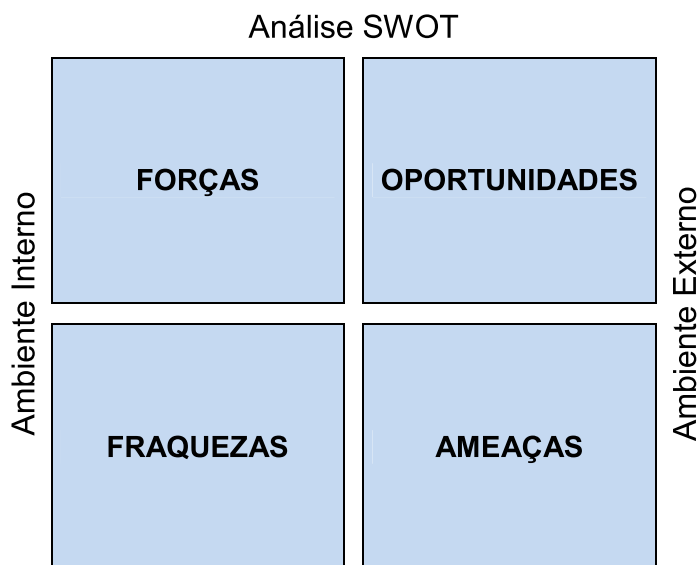 Análise SWOT
Ambiente Interno
FORÇAS
OPORTUNIDADES
Ambiente Externo
FRAQUEZAS
AMEAÇAS